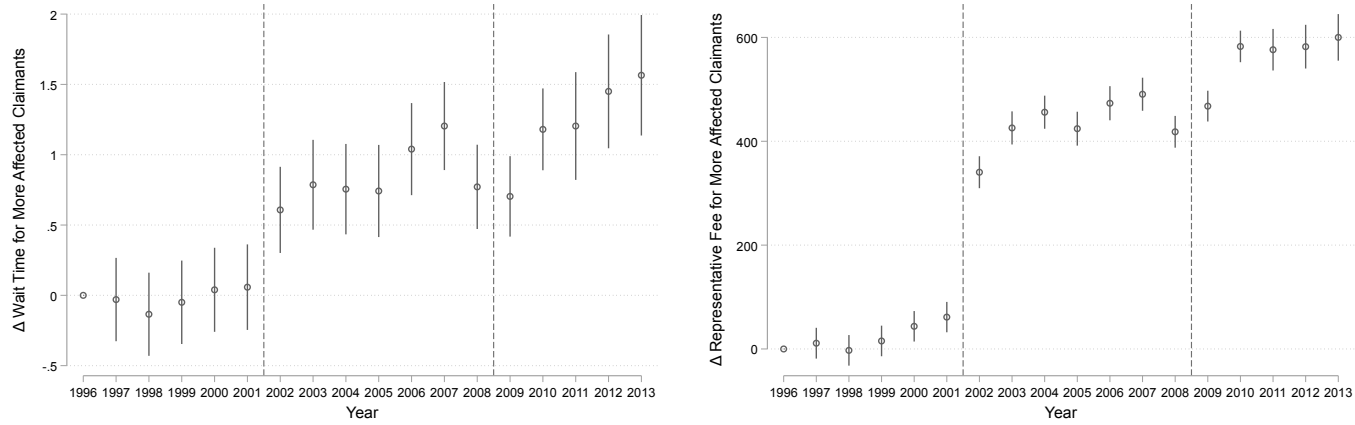 Δ Wait Time for More Affected Claimants
2
1.5
1
.5
0
-.5
1996 1997 1998 1999 2000 2001 2002 2003 2004 2005 2006 2007 2008 2009 2010 2011 2012 2013
Year
Δ Representative Fee for More Affected Claimants
600
400
200
0
1996 1997 1998 1999 2000 2001 2002 2003 2004 2005 2006 2007 2008 2009 2010 2011 2012 2013
Year